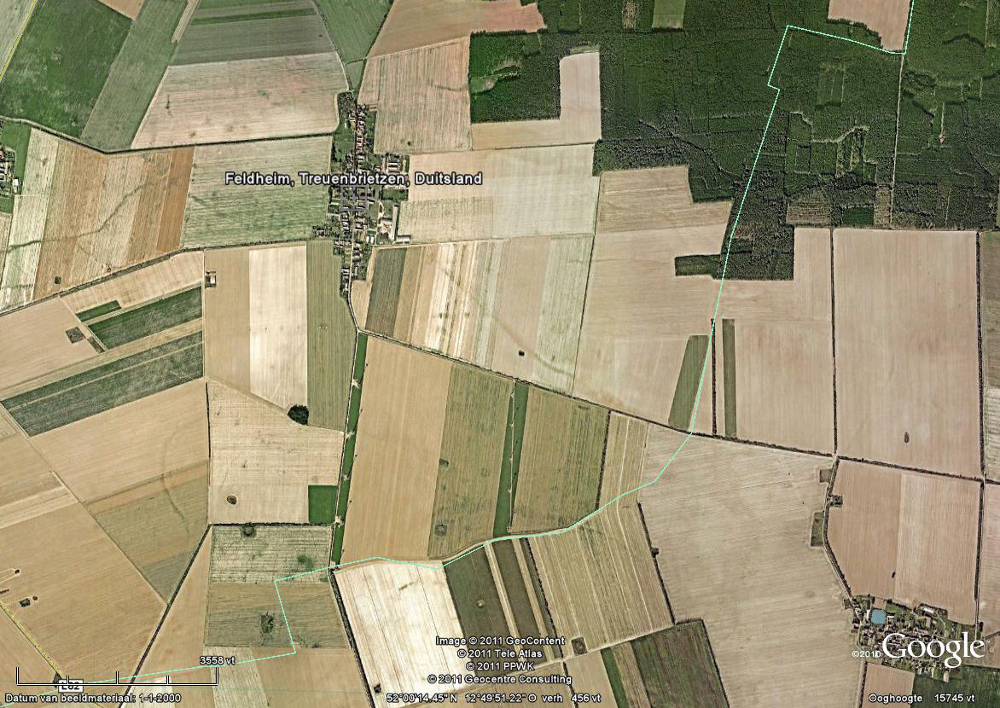 Feldheim, Treuenbrietzen, Duitsland
Image © 2011 GeoContent
© 2011 Tele Atlas
© 2011 PPWK
© 2011 Geocentre Consulting
©2010 Google
3558 vt
E62
Datum van beeldmateriaal: 1-1-2000
52°00'14.45" N 12°49'51.22" O verh 456 vt
Ooghoogte 15745 vt